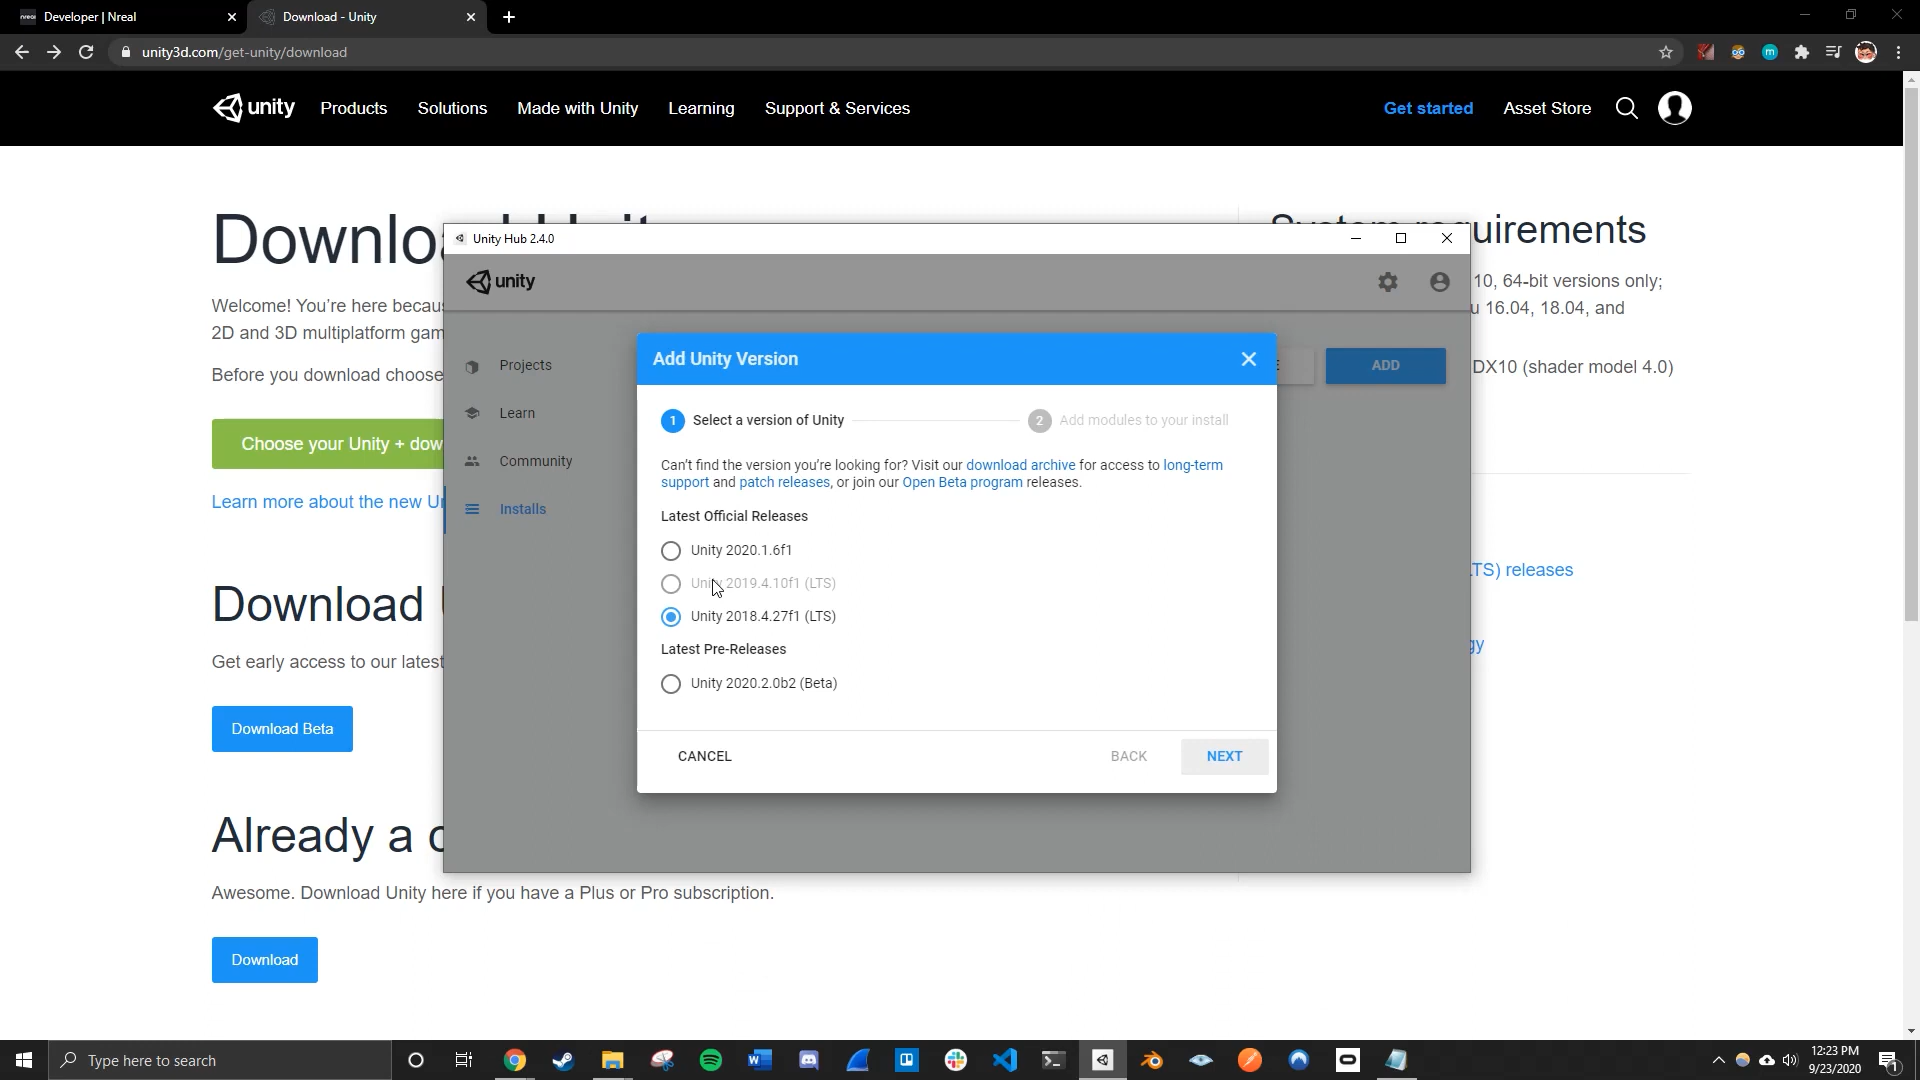 Developer | Nreal
Download - Unity
unity3d.com/get-unity/download
unity Products Solutions Made with Unity Learning Support & Services Get started Asset Store
Unity Hub 2.4.0
unity
Projects
Learn
Community
Installs
ADD
Add Unity Version
1 Select a version of Unity
2 Add modules to your install
Can't find the version you're looking for? Visit our download archive for access to long-term
support and patch releases, or join our Open Beta program releases.
Latest Official Releases
Unity 2020.1.6f1
Unity 2019.4.10f1 (LTS)
Unity 2018.4.27f1 (LTS)
Latest Pre-Releases
Unity 2020.2.0b2 (Beta)
CANCEL BACK NEXT
Welcome! You're here
2D and 3D multiplatform
Before you download choose
Choose your Unity +
Learn more about the new
Download
Get early access to our latest
Download Beta
Already a
Awesome. Download Unity here if you have a Plus or Pro subscription.
Download
10, 64-bit versions only;
16.04, 18.04, and
DX10 (shader model 4.0)
releases
Type here to search
12:23 PM
9/23/2020
1